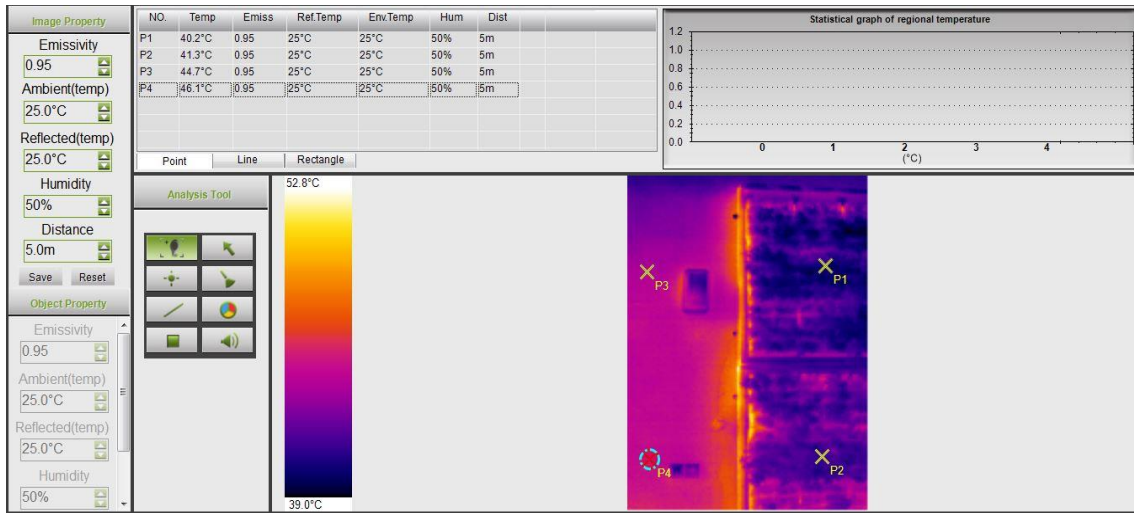 Image Property
Emissivity
0.95
Ambient(temp)
25.0°C
Reflected(temp)
25.0°C
Humidity
50%
Distance
5.0m
Save Reset
Object Property
Emissivity
0.95
Ambient(temp)
25.0°C
Reflected(temp)
25.0°C
Humidity
50%
NO. Temp Emiss Ref.Temp Env.Temp Hum Dist
P1 40.2°C 0.95 25°C 25°C 50% 5m
P2 41.3°C 0.95 25°C 25°C 50% 5m
P3 44.7°C 0.95 25°C 25°C 50% 5m
P4 46.1°C 0.95 25°C 25°C 50% 5m
Point Line Rectangle
Statistical graph of regional temperature
1.2
1.0
0.8
0.6
0.4
0.2
0.0
0 1 2 3 4
(°C)
Analysis Tool
52.8°C
39.0°C
P3
P1
P4
P2